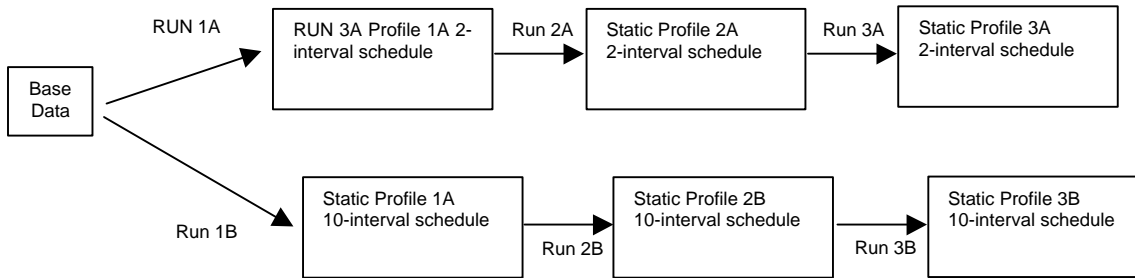 RUN 1A
RUN 3A Profile 1A 2-
interval schedule
Run 2A
Static Profile 2A
2-interval schedule
Run 3A
Static Profile 3A
2-interval schedule
Base
Data
Run 1B
Static Profile 1A
10-interval schedule
Run 2B
Static Profile 2B
10-interval schedule
Run 3B
Static Profile 3B
10-interval schedule